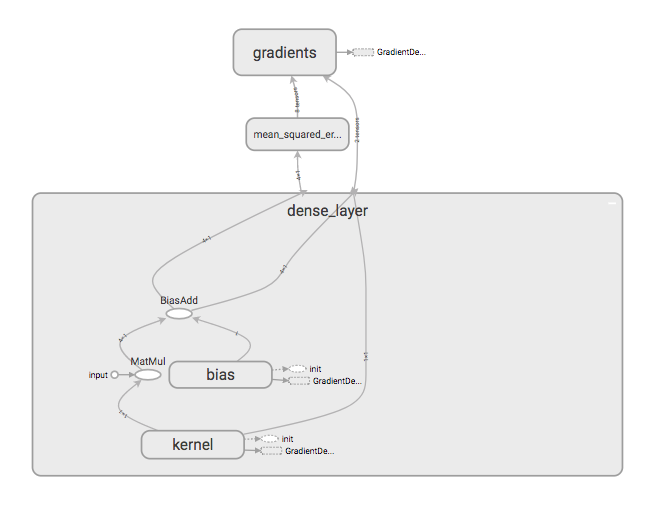 gradients
GradientDe...
3 tensors
mean_squared_er...
2 tensors
4×1
dense_layer
4×1
4×1
BiasAdd
4×1
1
MatMul
input
bias
init
GradientDe...
1×1
1×1
kernel
init
GradientDe...